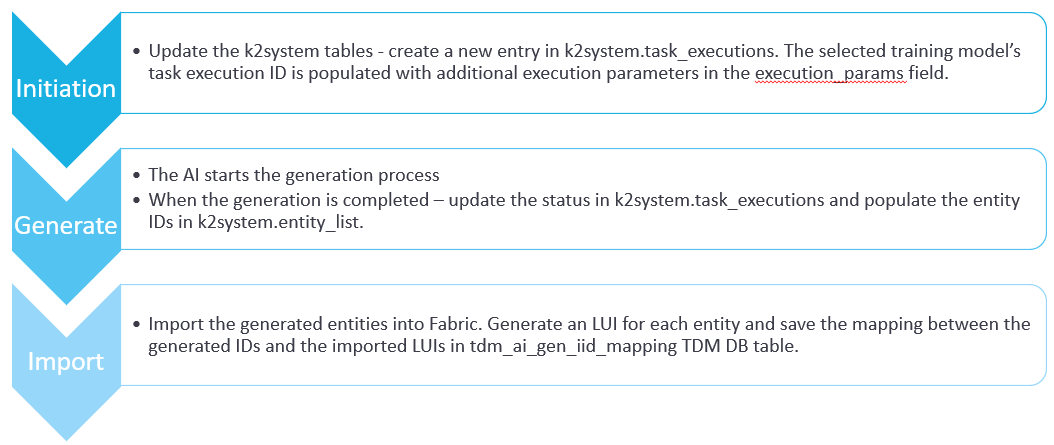 Initiation
• Update the k2system tables - create a new entry in k2system.task_executions. The selected training model’s
task execution ID is populated with additional execution parameters in the execution_params field.
Generate
• The AI starts the generation process
• When the generation is completed – update the status in k2system.task_executions and populate the entity
IDs in k2system.entity_list.
Import
• Import the generated entities into Fabric. Generate an LUI for each entity and save the mapping between the
generated IDs and the imported LUIs in tdm_ai_gen_iid_mapping TDM DB table.